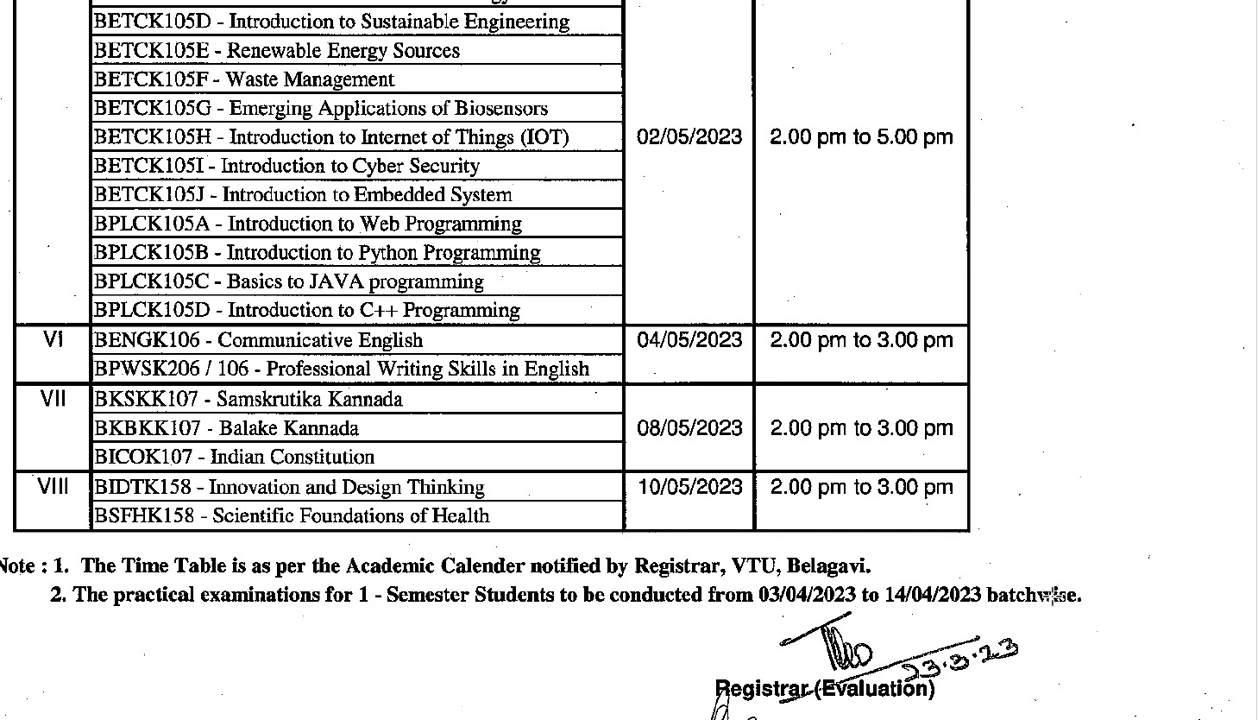 BETCK105D - Introduction to Sustainable Engineering
BETCK105E - Renewable Energy Sources
BETCK105F - Waste Management
BETCK105G - Emerging Applications of Biosensors
BETCK105H - Introduction to Internet of Things (IOT) 02/05/2023 2.00 pm to 5.00 pm
BETCK105I - Introduction to Cyber Security
BETCK105J - Introduction to Embedded System
BPLCK105A - Introduction to Web Programming
BPLCK105B - Introduction to Python Programming
BPLCK105C - Basics to JAVA programming
BPLCK105D - Introduction to C++ Programming
VI BENGK106 - Communicative English 04/05/2023 2.00 pm to 3.00 pm
BPWSK206 / 106 - Professional Writing Skills in English
VII BKSKK107 - Samskrutika Kannada
BKBKK107 - Balake Kannada 08/05/2023 2.00 pm to 3.00 pm
BICOK107 - Indian Constitution
VIII BIDTK158 - Innovation and Design Thinking 10/05/2023 2.00 pm to 3.00 pm
BSFHK158 - Scientific Foundations of Health
Note : 1. The Time Table is as per the Academic Calender notified by Registrar, VTU, Belagavi.
2. The practical examinations for 1 - Semester Students to be conducted from 03/04/2023 to 14/04/2023 batchwise.
23.3.23
Registrar (Evaluation)